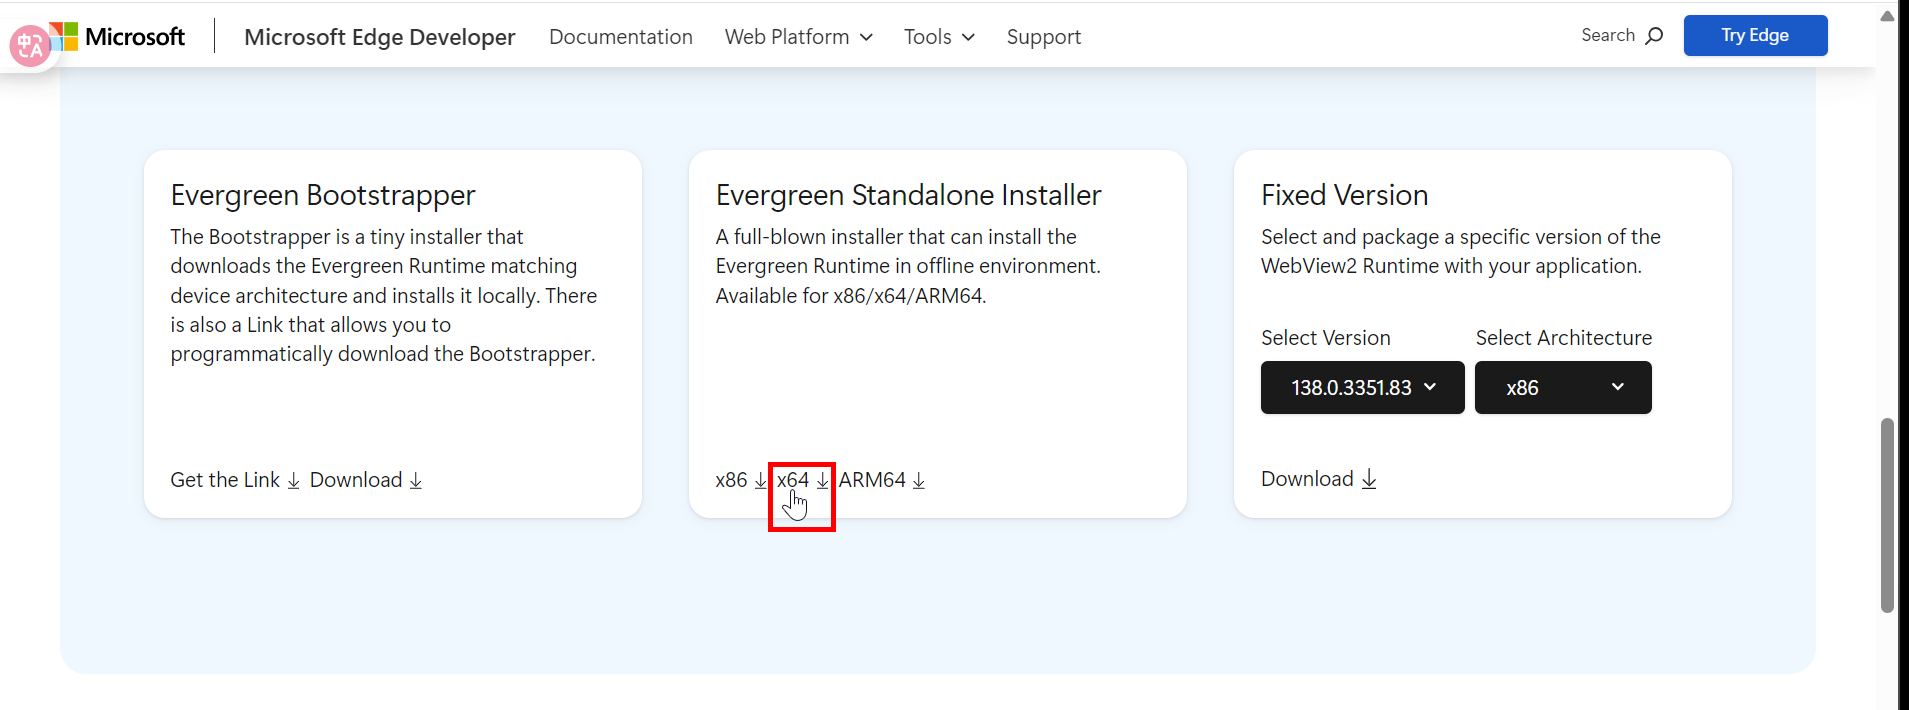 中
A
Microsoft
Microsoft Edge Developer
Documentation
Web Platform
Tools
Support
Search
Try Edge
Evergreen Bootstrapper
The Bootstrapper is a tiny installer that
downloads the Evergreen Runtime matching
device architecture and installs it locally. There
is also a Link that allows you to
programmatically download the Bootstrapper.
Get the Link Download
Evergreen Standalone Installer
A full-blown installer that can install the
Evergreen Runtime in offline environment.
Available for x86/x64/ARM64.
x86 x64 ARM64
Fixed Version
Select and package a specific version of the
WebView2 Runtime with your application.
Select Version
138.0.3351.83
Select Architecture
x86
Download